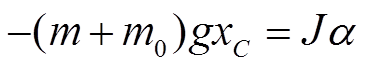 −(m + m₀)gx_C = Jα